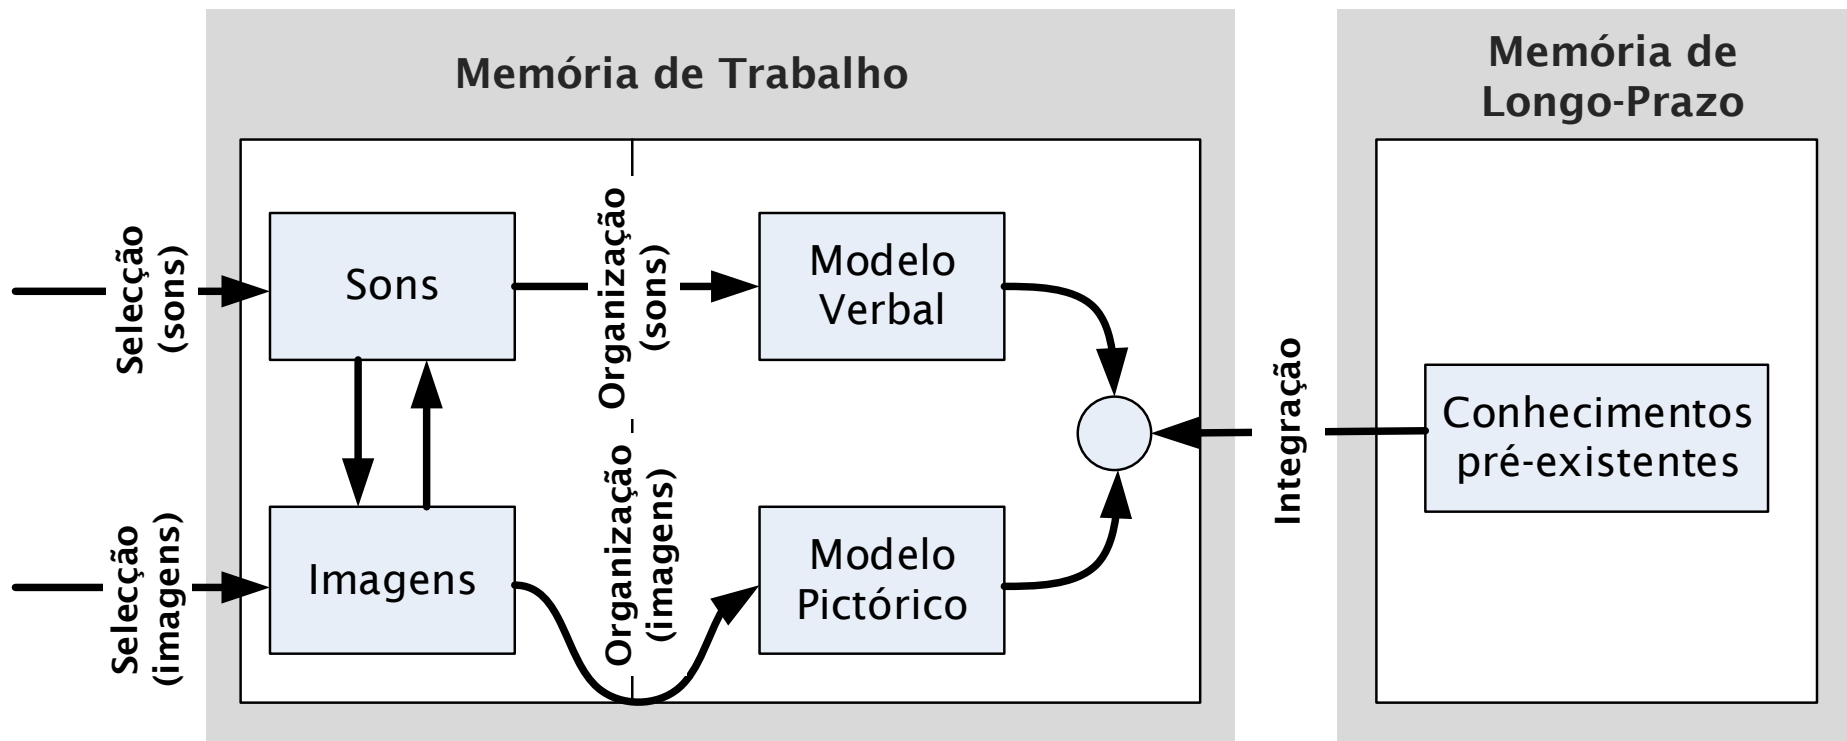 Memória de Trabalho
Memória de
Longo-Prazo
Selecção
(sons)
Sons
Organização
(sons)
Modelo
Verbal
Selecção
(imagens)
Imagens
Organização
(imagens)
Modelo
Pictórico
Integração
Conhecimentos
pré-existentes